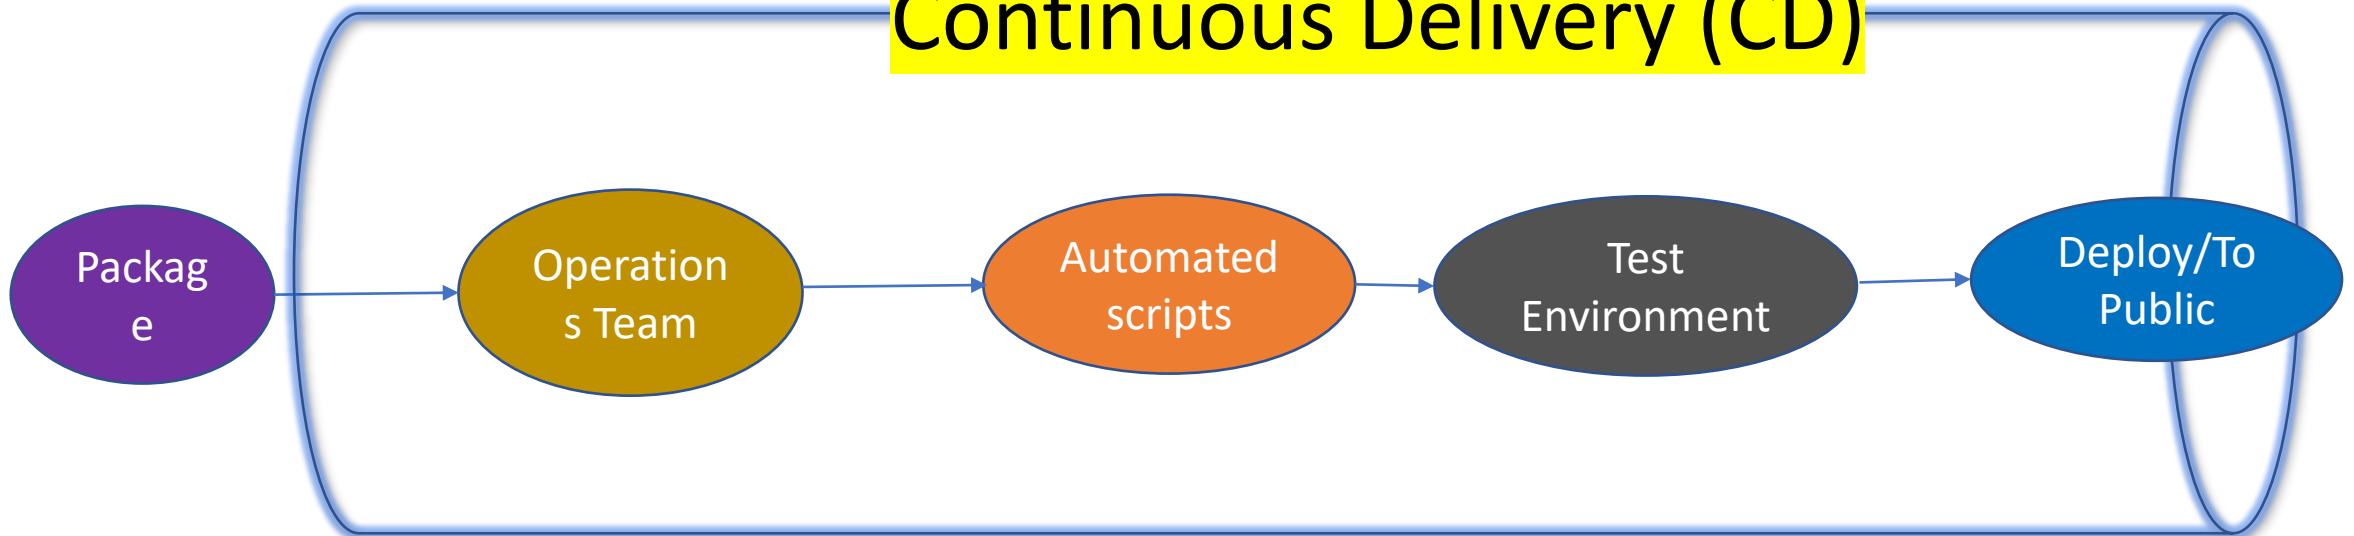 Continuous Delivery (CD)
Packag
e
Operation
s Team
Automated
scripts
Test
Environment
Deploy/To
Public